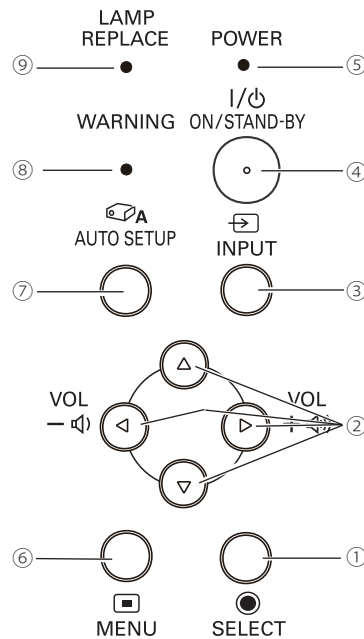 LAMP
REPLACE
POWER
⑨
⑤
I/⏻
WARNING
ON/STAND-BY
⑧
④
A
AUTO SETUP
INPUT
⑦
③
VOL
VOL
−
+
②
⑥
①
MENU
SELECT